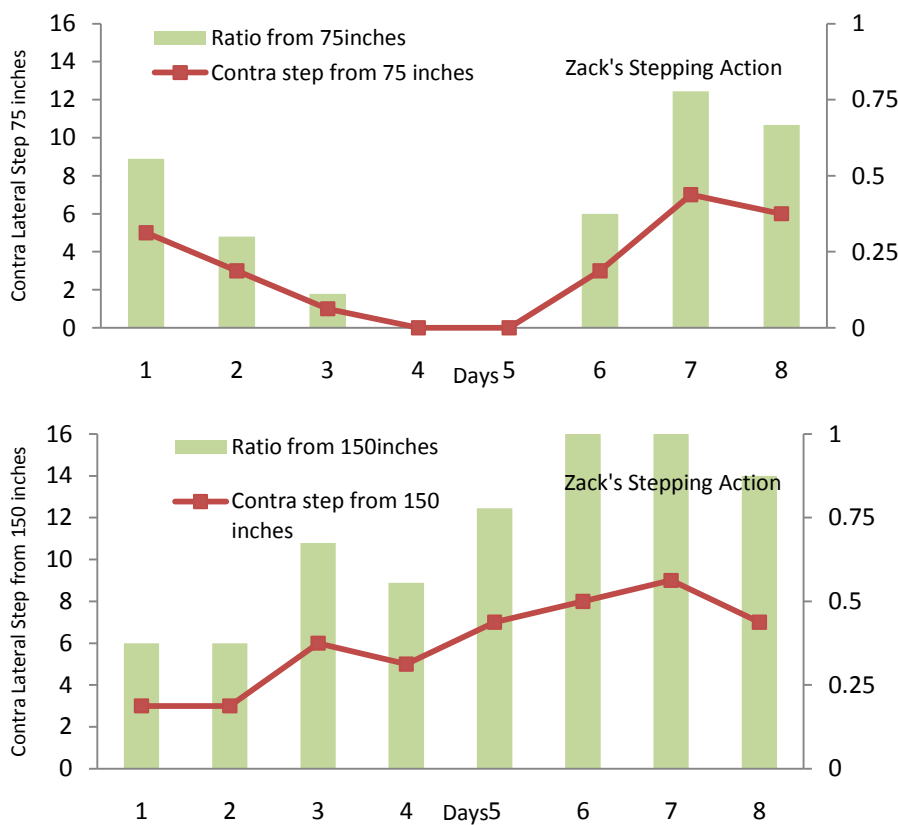 16
14
12
10
8
6
4
2
0
Contra Lateral Step 75 inches
Ratio from 75inches
Contra step from 75 inches
Zack's Stepping Action
1
0.75
0.5
0.25
0
1 2 3 4 5 6 7 8
Days
16
14
12
10
8
6
4
2
0
Contra Lateral Step from 150 inches
Ratio from 150inches
Contra step from 150
inches
Zack's Stepping Action
1
0.75
0.5
0.25
0
1 2 3 4 5 6 7 8
Days